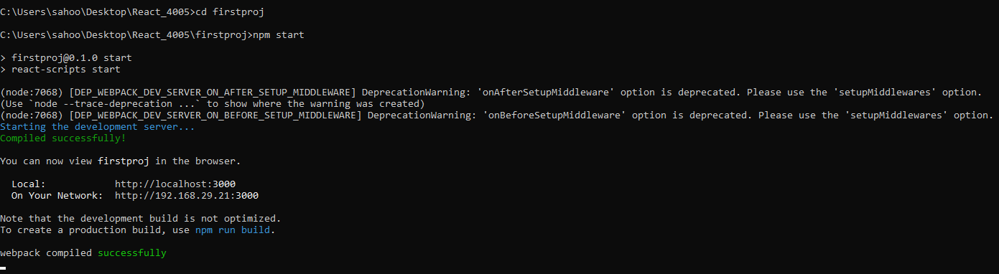 C:\Users\sahoo\Desktop\React_4005>cd firstproj
C:\Users\sahoo\Desktop\React_4005\firstproj>npm start
> firstproj@0.1.0 start
> react-scripts start
(node:7068) [DEP_WEBPACK_DEV_SERVER_ON_AFTER_SETUP_MIDDLEWARE] DeprecationWarning: 'onAfterSetupMiddleware' option is deprecated. Please use the 'setupMiddlewares' option.
(Use `node --trace-deprecation ...` to show where the warning was created)
(node:7068) [DEP_WEBPACK_DEV_SERVER_ON_BEFORE_SETUP_MIDDLEWARE] DeprecationWarning: 'onBeforeSetupMiddleware' option is deprecated. Please use the 'setupMiddlewares' option.
Starting the development server...
Compiled successfully!
You can now view firstproj in the browser.
Local: http://localhost:3000
On Your Network: http://192.168.29.21:3000
Note that the development build is not optimized.
To create a production build, use npm run build.
webpack compiled successfully